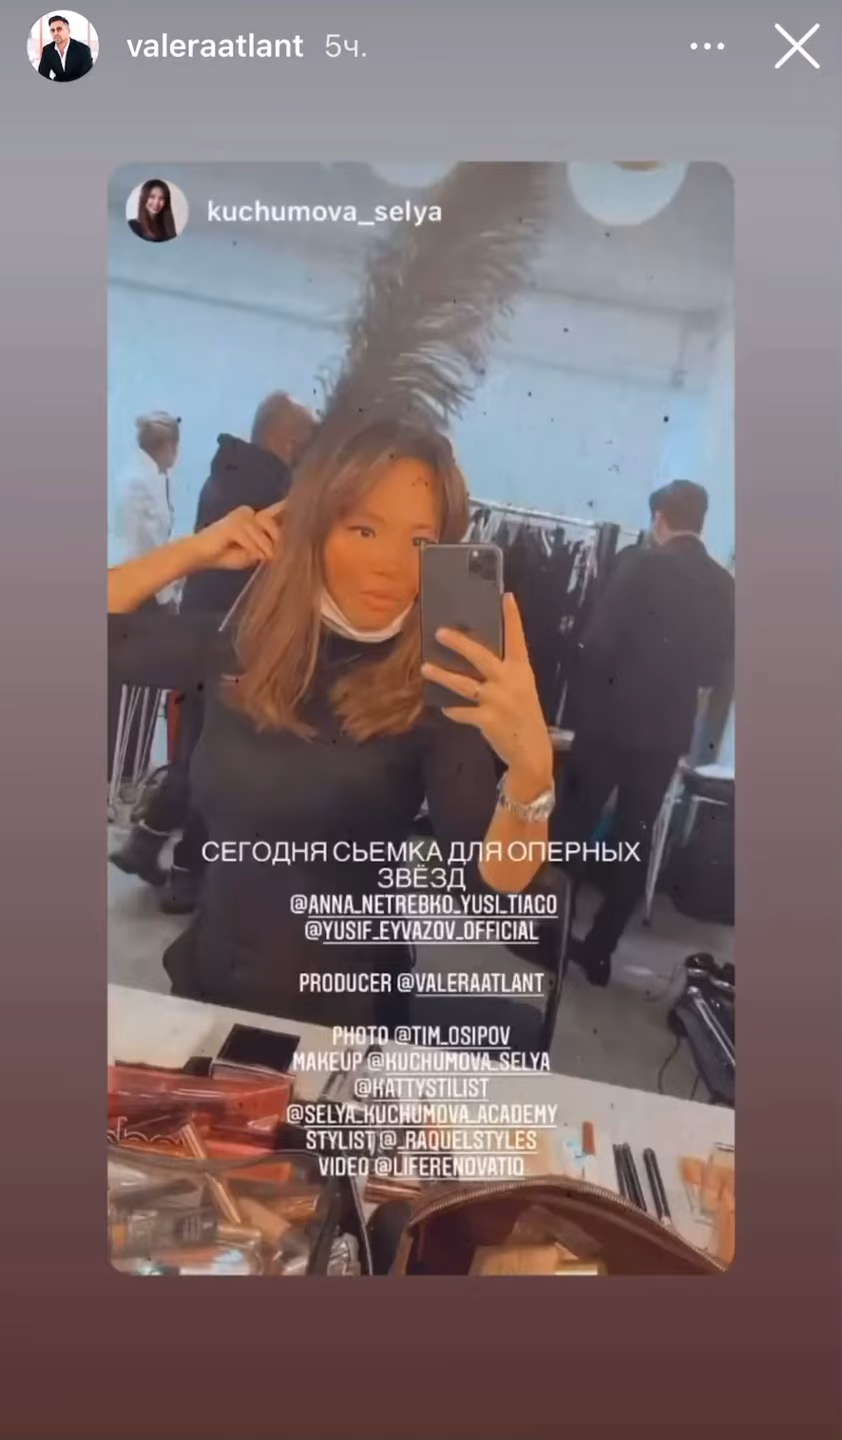 valeraatlant 5ч.
kuchumova_selya
СЕГОДНЯ СЬЕМКА ДЛЯ ОПЕРНЫХ
ЗВЁЗД
@ANNA_NETREBKO_YUSI_TIAGO
@YUSIF_EYVAZOV_OFFICIAL
PRODUCER @VALERAATLANT
PHOTO @TIM_OSIPOV
MAKEUP @KUCHUMOVA_SELYA
@KATTYSTILIST
@SELYA_KUCHUMOVA_ACADEMY
STYLIST @_RAQUELSTYLES
VIDEO @LIFERENOVATIO